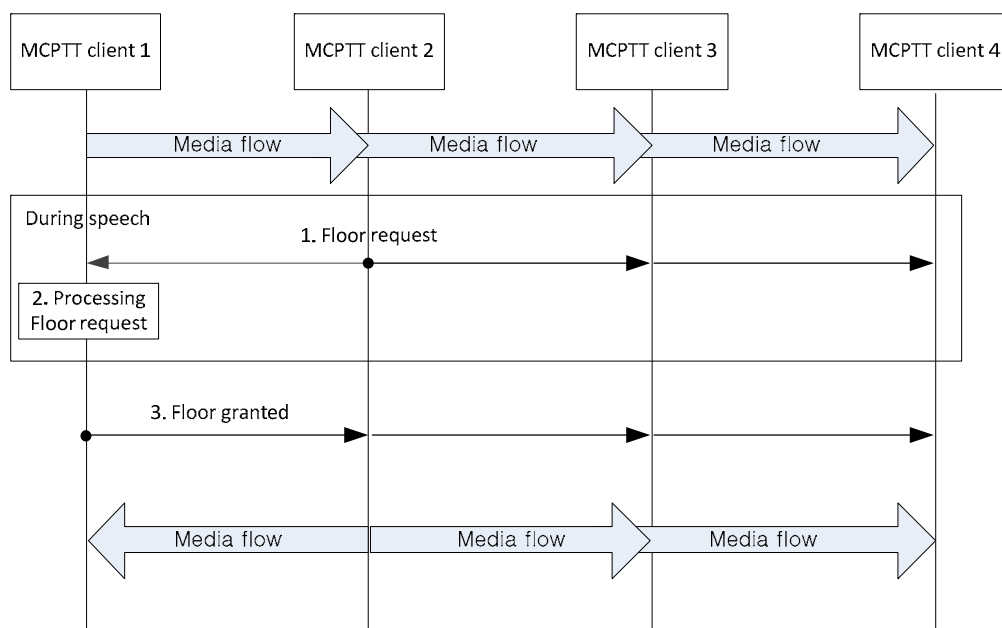 MCPTT client 1
MCPTT client 2
MCPTT client 3
MCPTT client 4
Media flow
Media flow
Media flow
During speech
1. Floor request
2. Processing
Floor request
3. Floor granted
Media flow
Media flow
Media flow